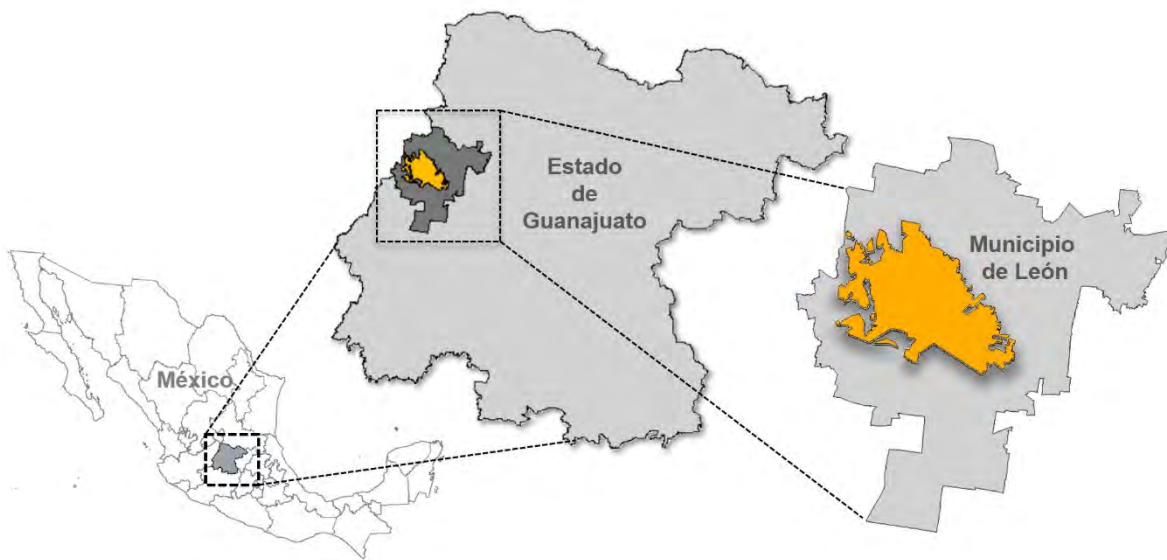 Estado
de
Guanajuato
Municipio
de León
México